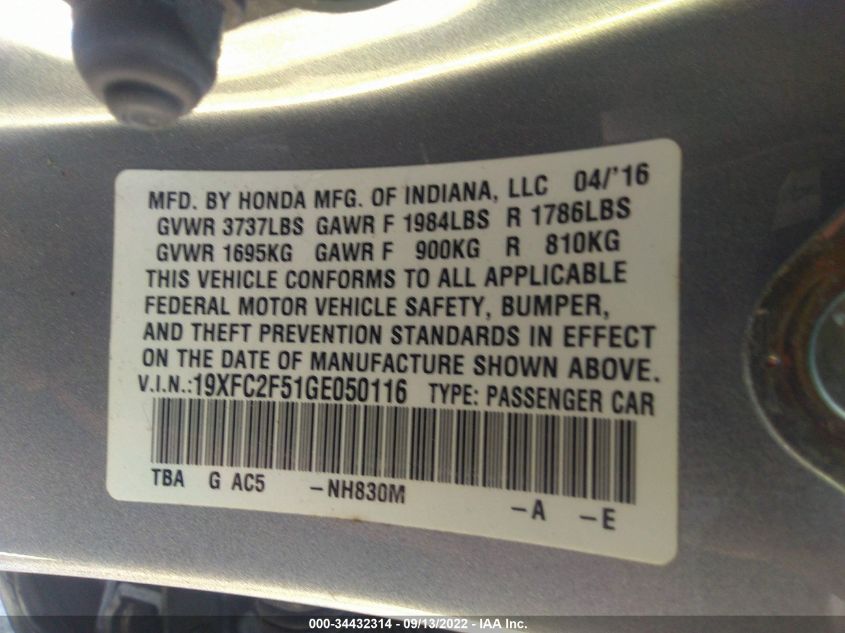 MFD. BY HONDA MFG. OF INDIANA, LLC 04/'16
GVWR 3737LBS GAWR F 1984LBS R 1786LBS
GVWR 1695KG GAWR F 900KG R 810KG
THIS VEHICLE CONFORMS TO ALL APPLICABLE
FEDERAL MOTOR VEHICLE SAFETY, BUMPER,
AND THEFT PREVENTION STANDARDS IN EFFECT
ON THE DATE OF MANUFACTURE SHOWN ABOVE.
V.I.N.:19XFC2F51GE050116 TYPE: PASSENGER CAR
TBA G AC5 -NH830M -A -E
000-34432314 - 09/13/2022 - IAA Inc.